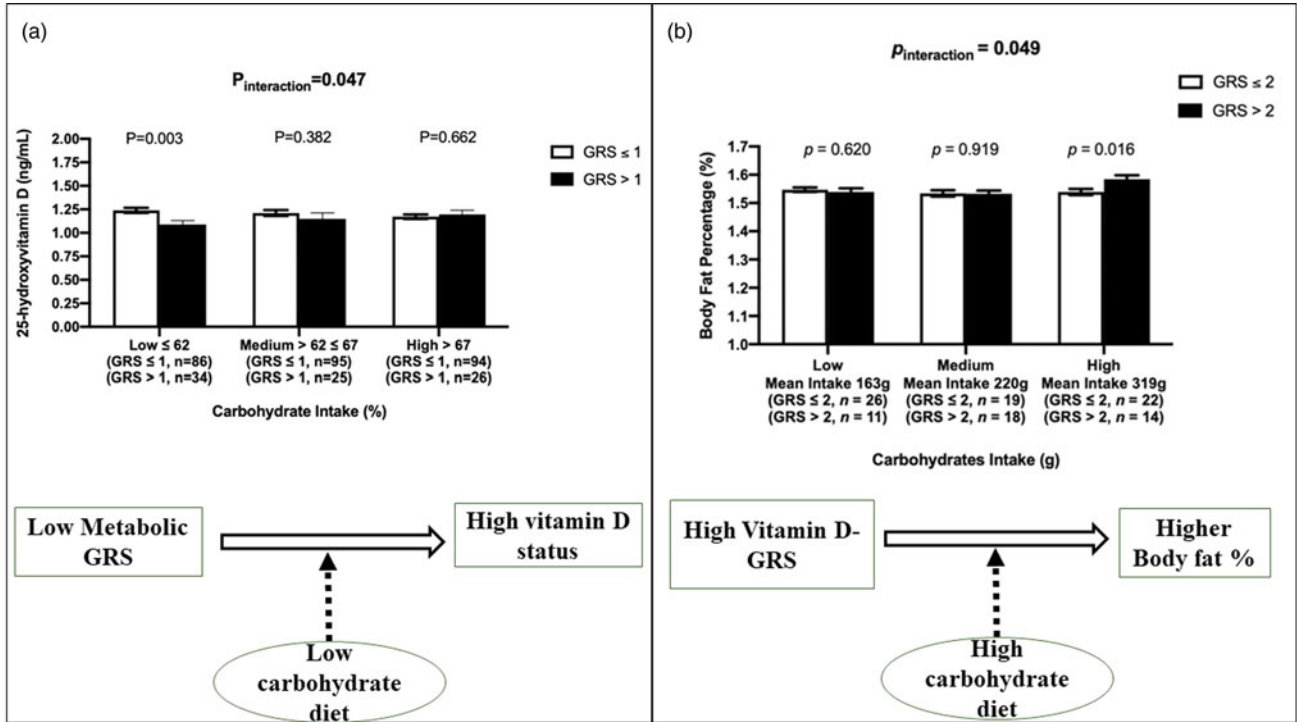 (a)
P interaction=0.047
GRS ≤ 1
GRS > 1
25-hydroxyvitamin D (ng/mL)
2.00
1.75
1.50
1.25
1.00
0.75
0.50
0.25
0.00
P=0.003 P=0.382 P=0.662
Low ≤ 62 Medium > 62 ≤ 67 High > 67
(GRS ≤ 1, n=86) (GRS ≤ 1, n=95) (GRS ≤ 1, n=94)
(GRS > 1, n=34) (GRS > 1, n=25) (GRS > 1, n=26)
Carbohydrate Intake (%)
Low Metabolic
GRS
High vitamin D
status
Low
carbohydrate
diet
(b)
p interaction = 0.049
GRS ≤ 2
GRS > 2
Body Fat Percentage (%)
1.7
1.6
1.5
1.4
1.3
1.2
1.1
1.0
p = 0.620 p = 0.919 p = 0.016
Low Medium High
Mean Intake 163g Mean Intake 220g Mean Intake 319g
(GRS ≤ 2, n = 26) (GRS ≤ 2, n = 19) (GRS ≤ 2, n = 22)
(GRS > 2, n = 11) (GRS > 2, n = 18) (GRS > 2, n = 14)
Carbohydrates Intake (g)
High Vitamin D-
GRS
Higher
Body fat %
High
carbohydrate
diet